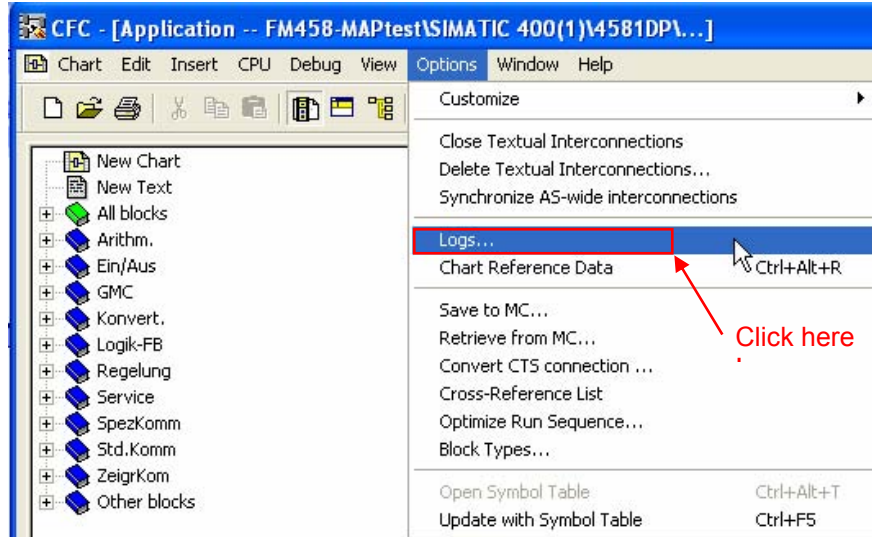 CFC - [Application -- FM458-MAPtest\SIMATIC 400(1)\4581DP\...]
Chart Edit Insert CPU Debug View Options Window Help
Customize
Close Textual Interconnections
Delete Textual Interconnections...
Synchronize AS-wide interconnections
Logs...
Chart Reference Data Ctrl+Alt+R
Save to MC...
Retrieve from MC...
Convert CTS connection ...
Cross-Reference List
Optimize Run Sequence...
Block Types...
Open Symbol Table Ctrl+Alt+T
Update with Symbol Table Ctrl+F5
Click here
New Chart
New Text
All blocks
Arithm.
Ein/Aus
GMC
Konvert.
Logik-FB
Regelung
Service
SpezKomm
Std.Komm
ZeigrKom
Other blocks